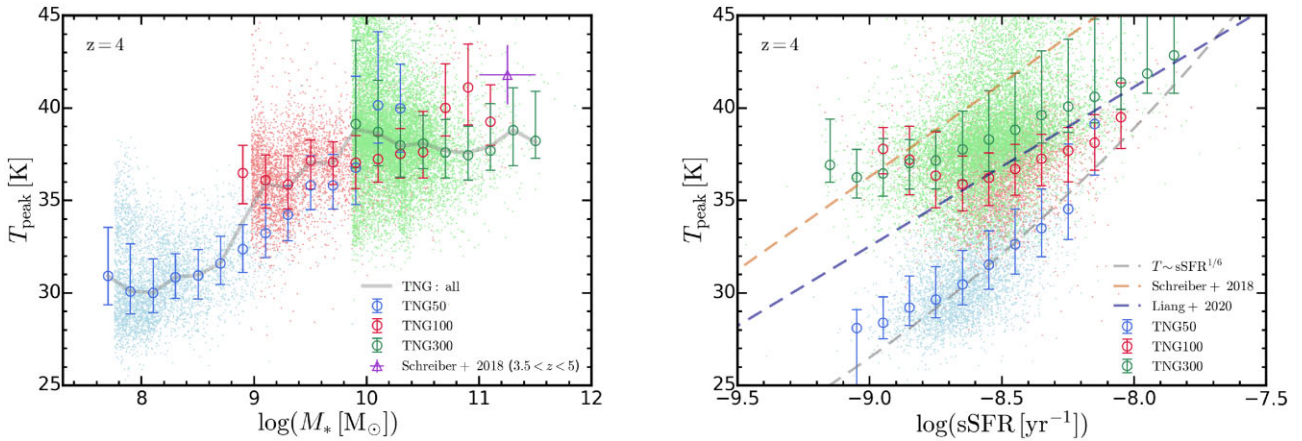 z = 4
45
40
35
30
25
T_peak [K]
TNG : all
TNG50
TNG100
TNG300
Schreiber + 2018 (3.5 < z < 5)
8 9 10 11 12
log(M_* [M_⊙])
z = 4
45
40
35
30
25
T_peak [K]
T ∼ sSFR^{1/6}
Schreiber + 2018
Liang + 2020
TNG50
TNG100
TNG300
−9.5 −9.0 −8.5 −8.0 −7.5
log(sSFR [yr^{−1}])